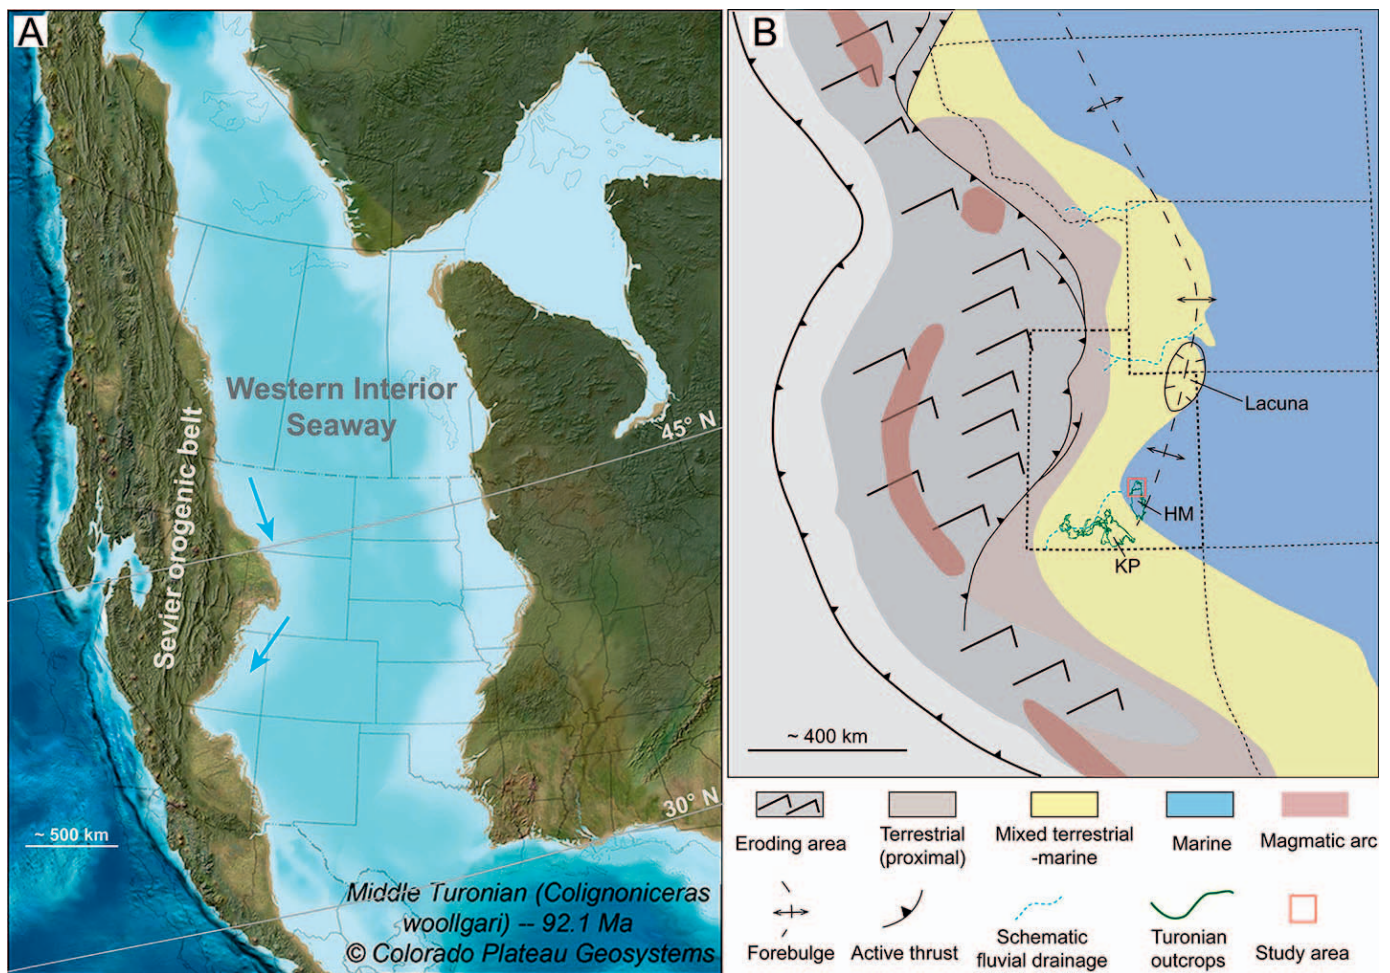 A
Western Interior
Seaway
Sevier orogenic belt
45° N
30° N
~ 500 km
Middle Turonian (Colignoniceras
woollgari) -- 92.1 Ma
© Colorado Plateau Geosystems
B
Lacuna
HM
KP
~ 400 km
Eroding area
Terrestrial
(proximal)
Mixed terrestrial
-marine
Marine
Magmatic arc
Forebulge
Active thrust
Schematic
fluvial drainage
Turonian
outcrops
Study area